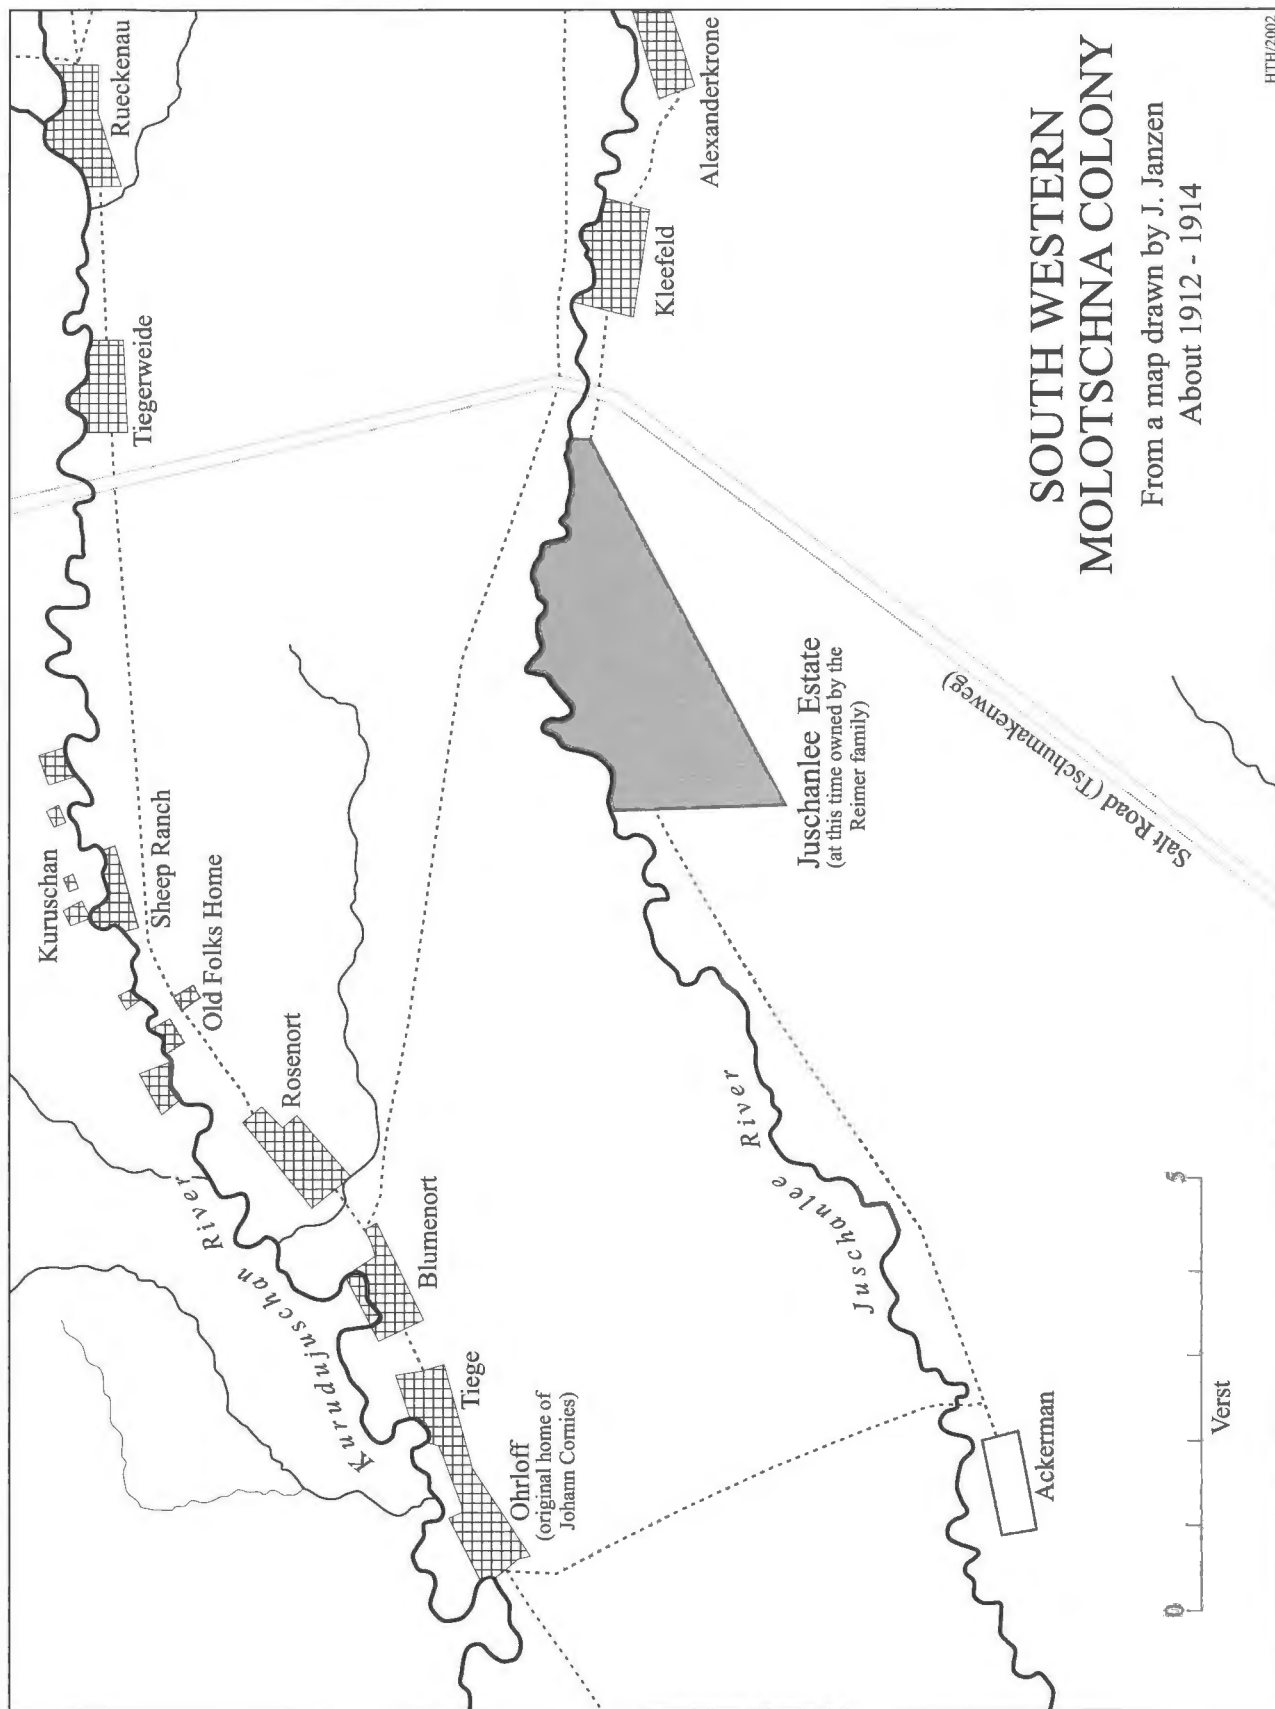 SOUTH WESTERN
MOLOTSCHNA COLONY
From a map drawn by J. Janzen
About 1912 - 1914
Rueckenau
Tiegerweide
Kuruschan
Sheep Ranch
Old Folks Home
Rosenort
Blumenort
Tiege
Ohrloff
(original home of
Johann Cornies)
Kurudujuschan River
Alexanderkrone
Kleefeld
Juschanlee Estate
(at this time owned by the
Reimer family)
Salt Road (Tschumakenweg)
Juschanlee River
Ackerman
0 5
Verst
HTH/2002